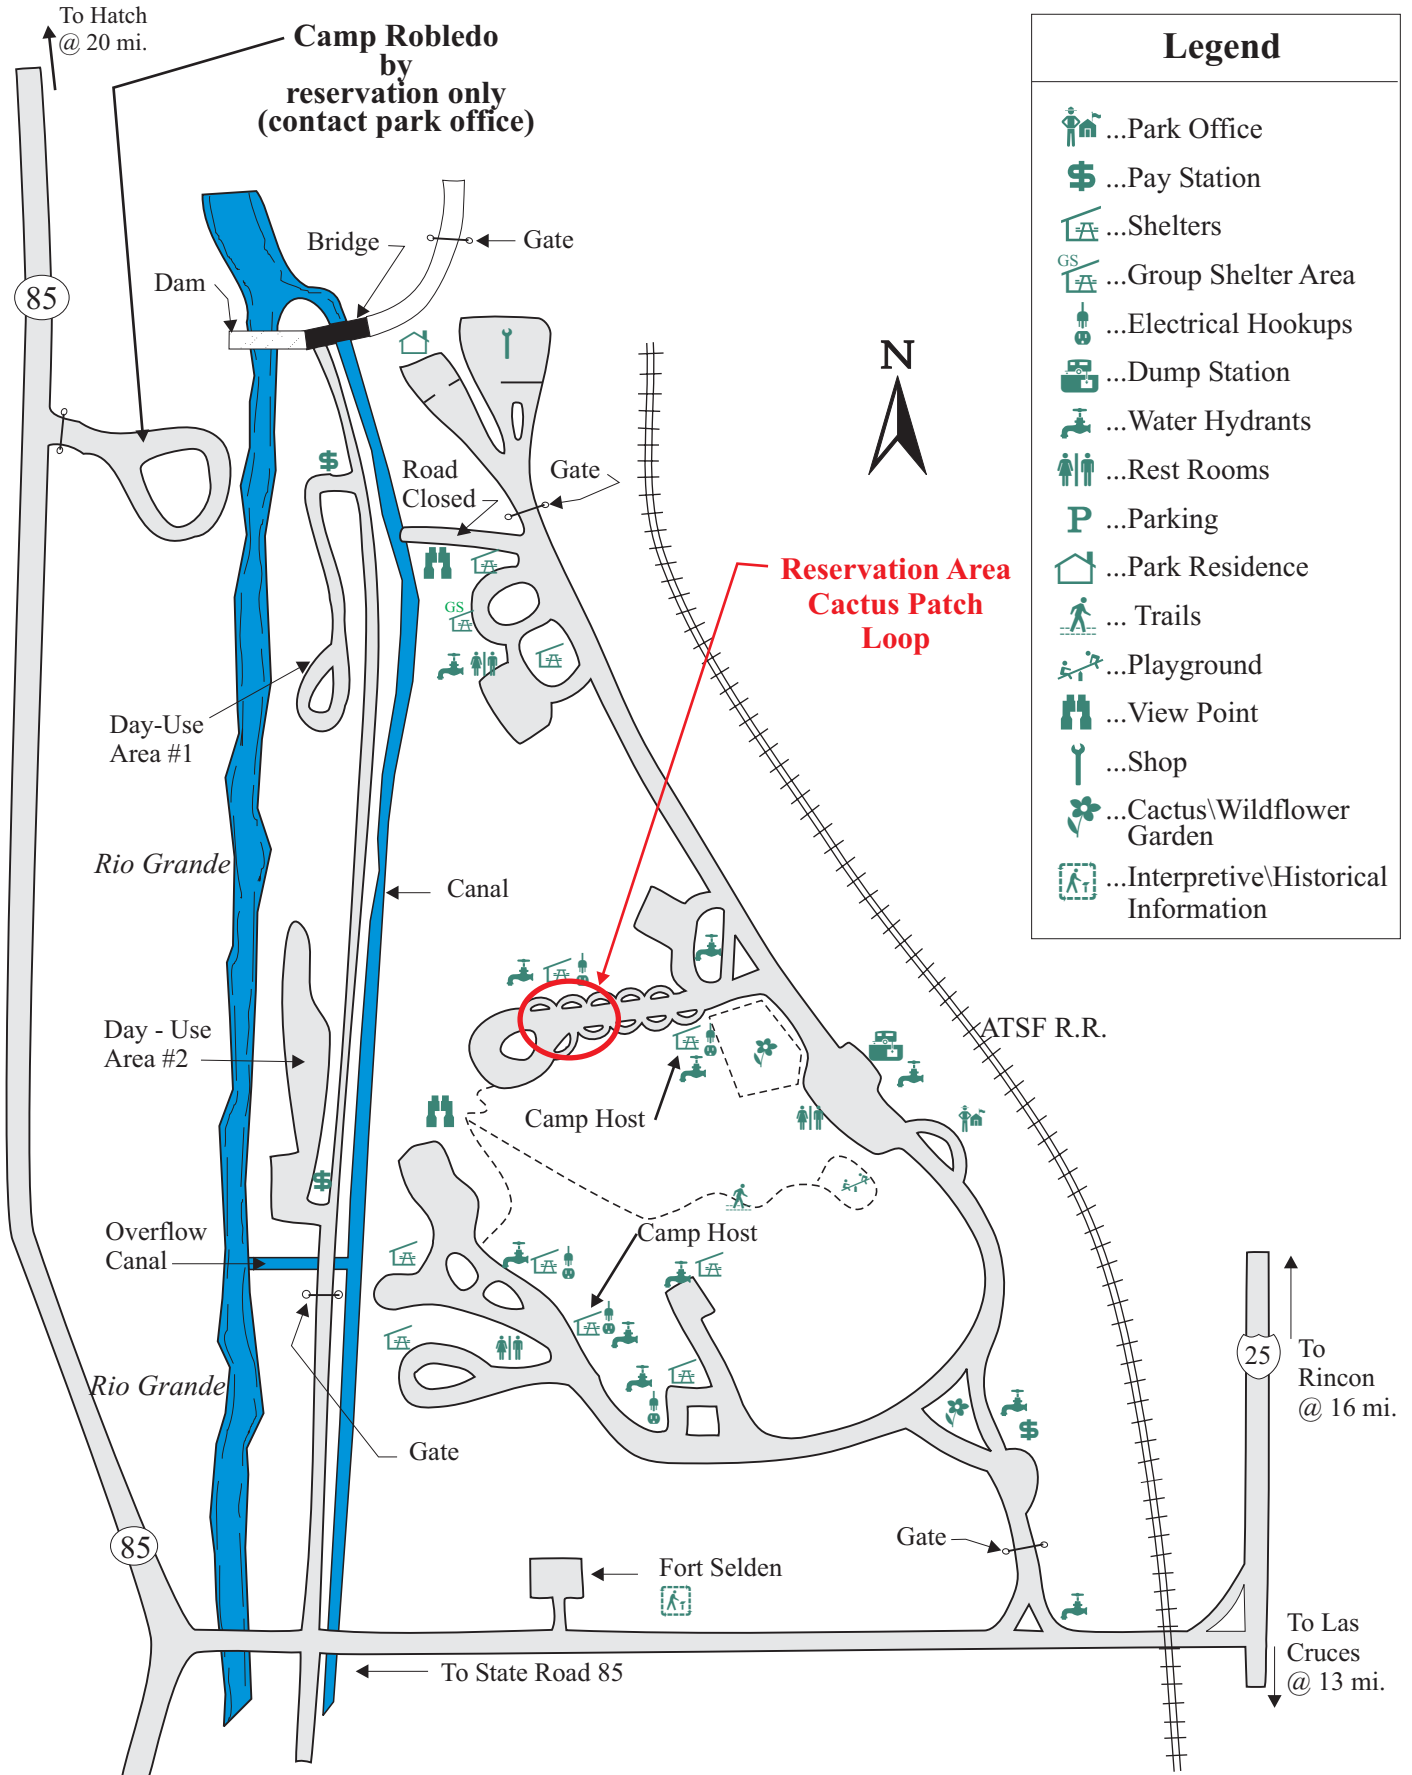 To Hatch
@ 20 mi.
Camp Robledo
by
reservation only
(contact park office)
Legend
...Park Office
$ ...Pay Station
...Shelters
GS ...Group Shelter Area
...Electrical Hookups
...Dump Station
...Water Hydrants
...Rest Rooms
P ...Parking
...Park Residence
... Trails
...Playground
...View Point
...Shop
...Cactus\Wildflower
Garden
...Interpretive\Historical
Information
Bridge
Gate
Dam
85
N
$
Road
Closed
Gate
Reservation Area
Cactus Patch
Loop
GS
Day-Use
Area #1
Rio Grande
Canal
Day - Use
Area #2
ATSF R.R.
Camp Host
$
Overflow
Canal
Camp Host
25
To
Rincon
@ 16 mi.
Rio Grande
$
Gate
85
Gate
Fort Selden
To Las
Cruces
@ 13 mi.
To State Road 85